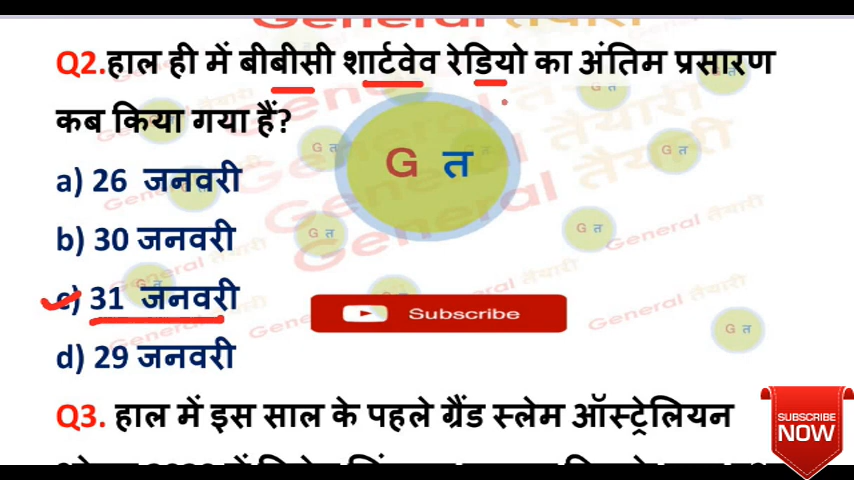 General तैयारी
Q2.हाल ही में बीबीसी शार्टवेव रेडियो का अंतिम प्रसारण
कब किया गया हैं?
G त
a) 26 जनवरी
b) 30 जनवरी
c) 31 जनवरी
Subscribe
d) 29 जनवरी
Q3. हाल में इस साल के पहले ग्रैंड स्लेम ऑस्ट्रेलियन
SUBSCRIBE
NOW